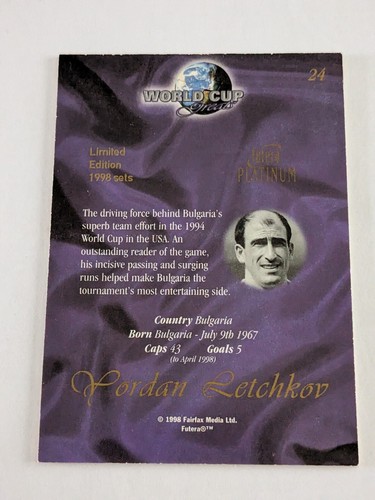 24
WORLD CUP
Greats
Limited
Edition
1998 sets
futera
PLATINUM
The driving force behind Bulgaria's
superb team effort in the 1994
World Cup in the USA. An
outstanding reader of the game,
his incisive passing and surging
runs helped make Bulgaria the
tournament's most entertaining side.
Country Bulgaria
Born Bulgaria - July 9th 1967
Caps 43 Goals 5
(to April 1998)
Yordan Letchkov
© 1998 Fairfax Media Ltd.
Futera®™